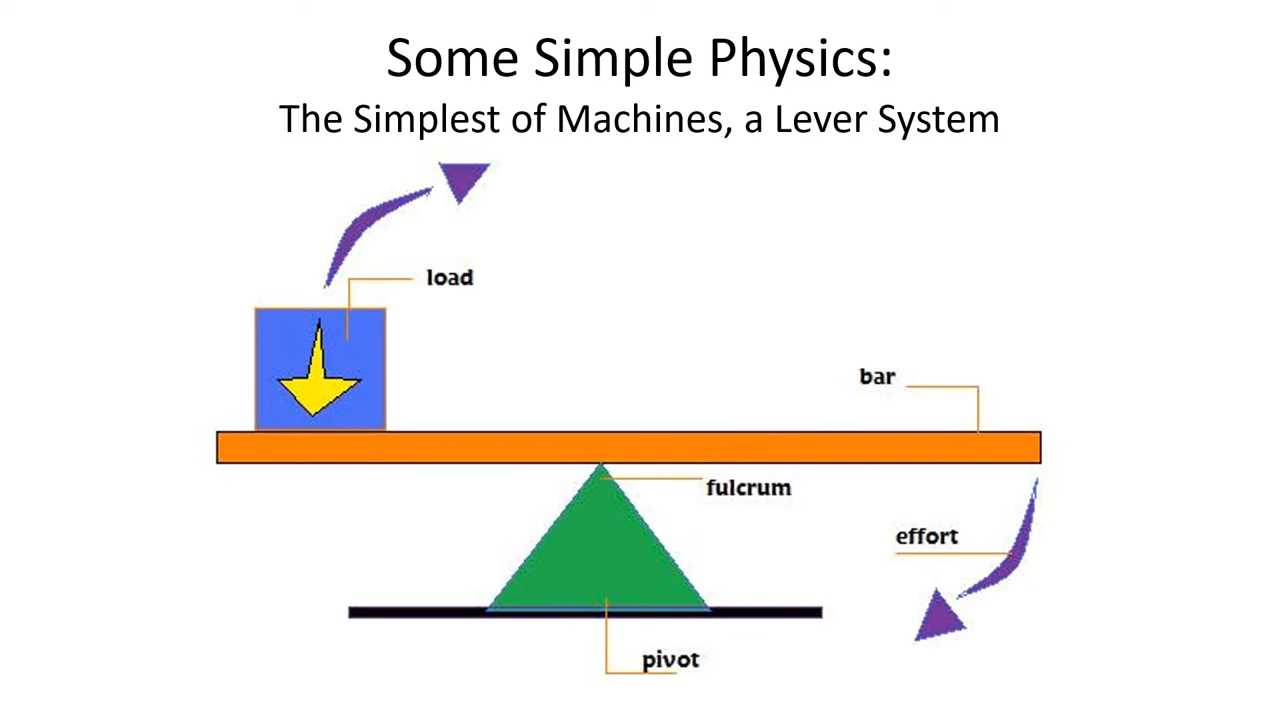 Some Simple Physics:
The Simplest of Machines, a Lever System
load
bar
fulcrum
effort
pivot